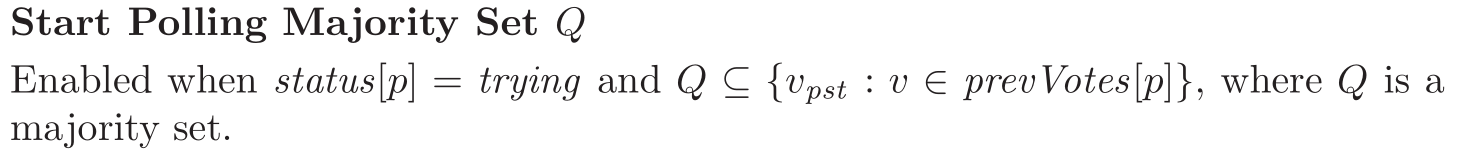 Start Polling Majority Set Q
Enabled when status[p] = trying and Q ⊆ {v_pst : v ∈ prevVotes[p]}, where Q is a
majority set.